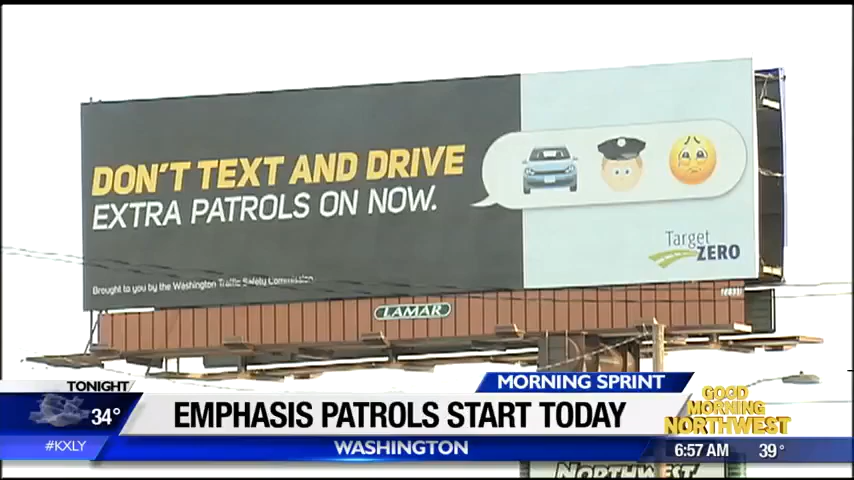 DON'T TEXT AND DRIVE
EXTRA PATROLS ON NOW.
Target
ZERO
Brought to you by the Washington Traffic Safety Commission
LAMAR
TONIGHT
34°
#KXLY
MORNING SPRINT
EMPHASIS PATROLS START TODAY
WASHINGTON
GOOD
MORNING
NORTHWEST
6:57 AM 39°
NORTHWEST